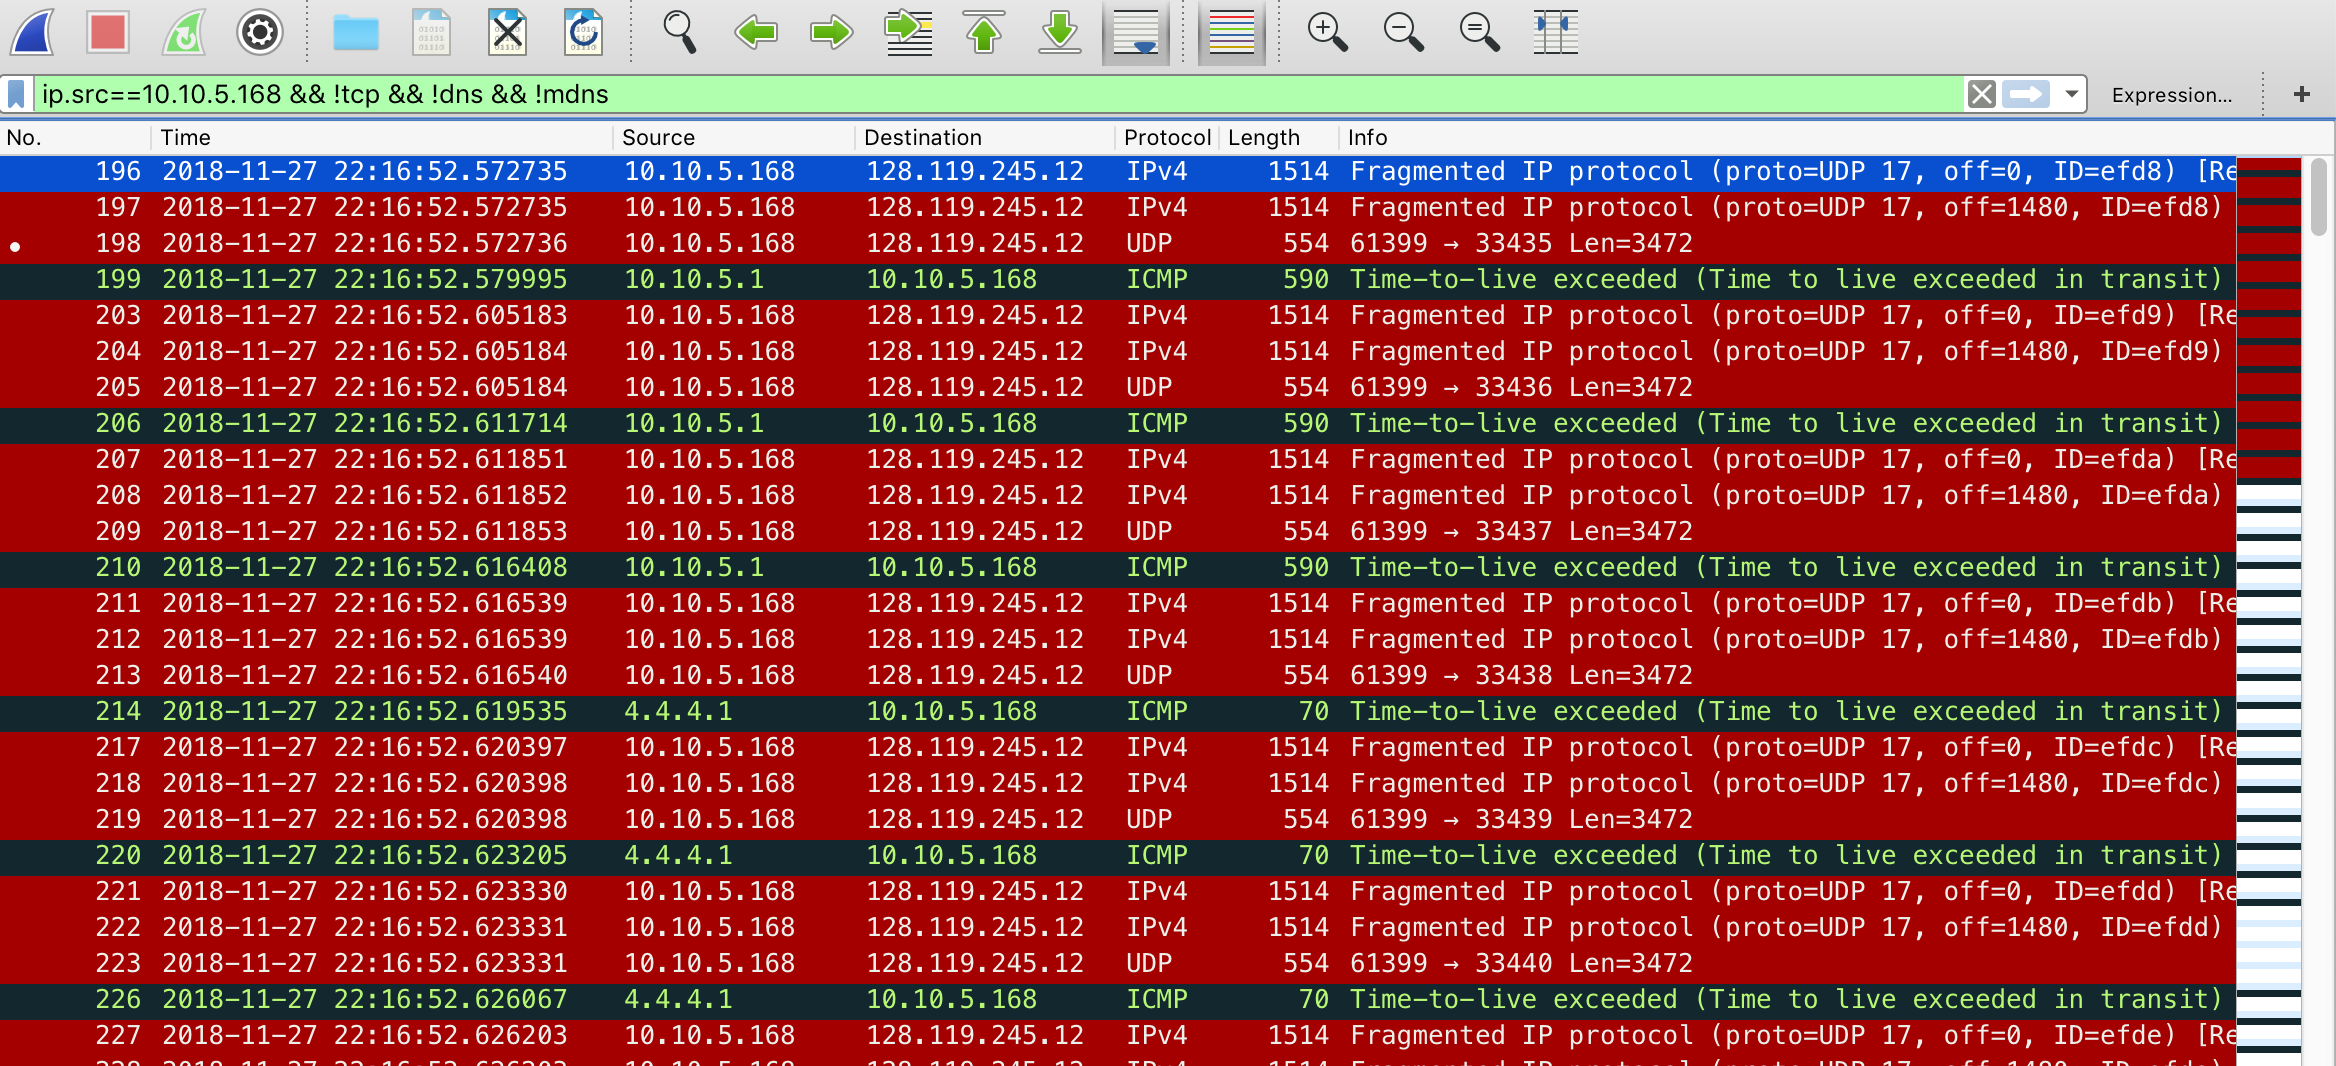 ip.src==10.10.5.168 && !tcp && !dns && !mdns Expression... +
No. Time Source Destination Protocol Length Info
196 2018-11-27 22:16:52.572735 10.10.5.168 128.119.245.12 IPv4 1514 Fragmented IP protocol (proto=UDP 17, off=0, ID=efd8) [Re
197 2018-11-27 22:16:52.572735 10.10.5.168 128.119.245.12 IPv4 1514 Fragmented IP protocol (proto=UDP 17, off=1480, ID=efd8)
198 2018-11-27 22:16:52.572736 10.10.5.168 128.119.245.12 UDP 554 61399 → 33435 Len=3472
199 2018-11-27 22:16:52.579995 10.10.5.1 10.10.5.168 ICMP 590 Time-to-live exceeded (Time to live exceeded in transit)
203 2018-11-27 22:16:52.605183 10.10.5.168 128.119.245.12 IPv4 1514 Fragmented IP protocol (proto=UDP 17, off=0, ID=efd9) [Re
204 2018-11-27 22:16:52.605184 10.10.5.168 128.119.245.12 IPv4 1514 Fragmented IP protocol (proto=UDP 17, off=1480, ID=efd9)
205 2018-11-27 22:16:52.605184 10.10.5.168 128.119.245.12 UDP 554 61399 → 33436 Len=3472
206 2018-11-27 22:16:52.611714 10.10.5.1 10.10.5.168 ICMP 590 Time-to-live exceeded (Time to live exceeded in transit)
207 2018-11-27 22:16:52.611851 10.10.5.168 128.119.245.12 IPv4 1514 Fragmented IP protocol (proto=UDP 17, off=0, ID=efda) [Re
208 2018-11-27 22:16:52.611852 10.10.5.168 128.119.245.12 IPv4 1514 Fragmented IP protocol (proto=UDP 17, off=1480, ID=efda)
209 2018-11-27 22:16:52.611853 10.10.5.168 128.119.245.12 UDP 554 61399 → 33437 Len=3472
210 2018-11-27 22:16:52.616408 10.10.5.1 10.10.5.168 ICMP 590 Time-to-live exceeded (Time to live exceeded in transit)
211 2018-11-27 22:16:52.616539 10.10.5.168 128.119.245.12 IPv4 1514 Fragmented IP protocol (proto=UDP 17, off=0, ID=efdb) [Re
212 2018-11-27 22:16:52.616539 10.10.5.168 128.119.245.12 IPv4 1514 Fragmented IP protocol (proto=UDP 17, off=1480, ID=efdb)
213 2018-11-27 22:16:52.616540 10.10.5.168 128.119.245.12 UDP 554 61399 → 33438 Len=3472
214 2018-11-27 22:16:52.619535 4.4.4.1 10.10.5.168 ICMP 70 Time-to-live exceeded (Time to live exceeded in transit)
217 2018-11-27 22:16:52.620397 10.10.5.168 128.119.245.12 IPv4 1514 Fragmented IP protocol (proto=UDP 17, off=0, ID=efdc) [Re
218 2018-11-27 22:16:52.620398 10.10.5.168 128.119.245.12 IPv4 1514 Fragmented IP protocol (proto=UDP 17, off=1480, ID=efdc)
219 2018-11-27 22:16:52.620398 10.10.5.168 128.119.245.12 UDP 554 61399 → 33439 Len=3472
220 2018-11-27 22:16:52.623205 4.4.4.1 10.10.5.168 ICMP 70 Time-to-live exceeded (Time to live exceeded in transit)
221 2018-11-27 22:16:52.623330 10.10.5.168 128.119.245.12 IPv4 1514 Fragmented IP protocol (proto=UDP 17, off=0, ID=efdd) [Re
222 2018-11-27 22:16:52.623331 10.10.5.168 128.119.245.12 IPv4 1514 Fragmented IP protocol (proto=UDP 17, off=1480, ID=efdd)
223 2018-11-27 22:16:52.623331 10.10.5.168 128.119.245.12 UDP 554 61399 → 33440 Len=3472
226 2018-11-27 22:16:52.626067 4.4.4.1 10.10.5.168 ICMP 70 Time-to-live exceeded (Time to live exceeded in transit)
227 2018-11-27 22:16:52.626203 10.10.5.168 128.119.245.12 IPv4 1514 Fragmented IP protocol (proto=UDP 17, off=0, ID=efde) [Re